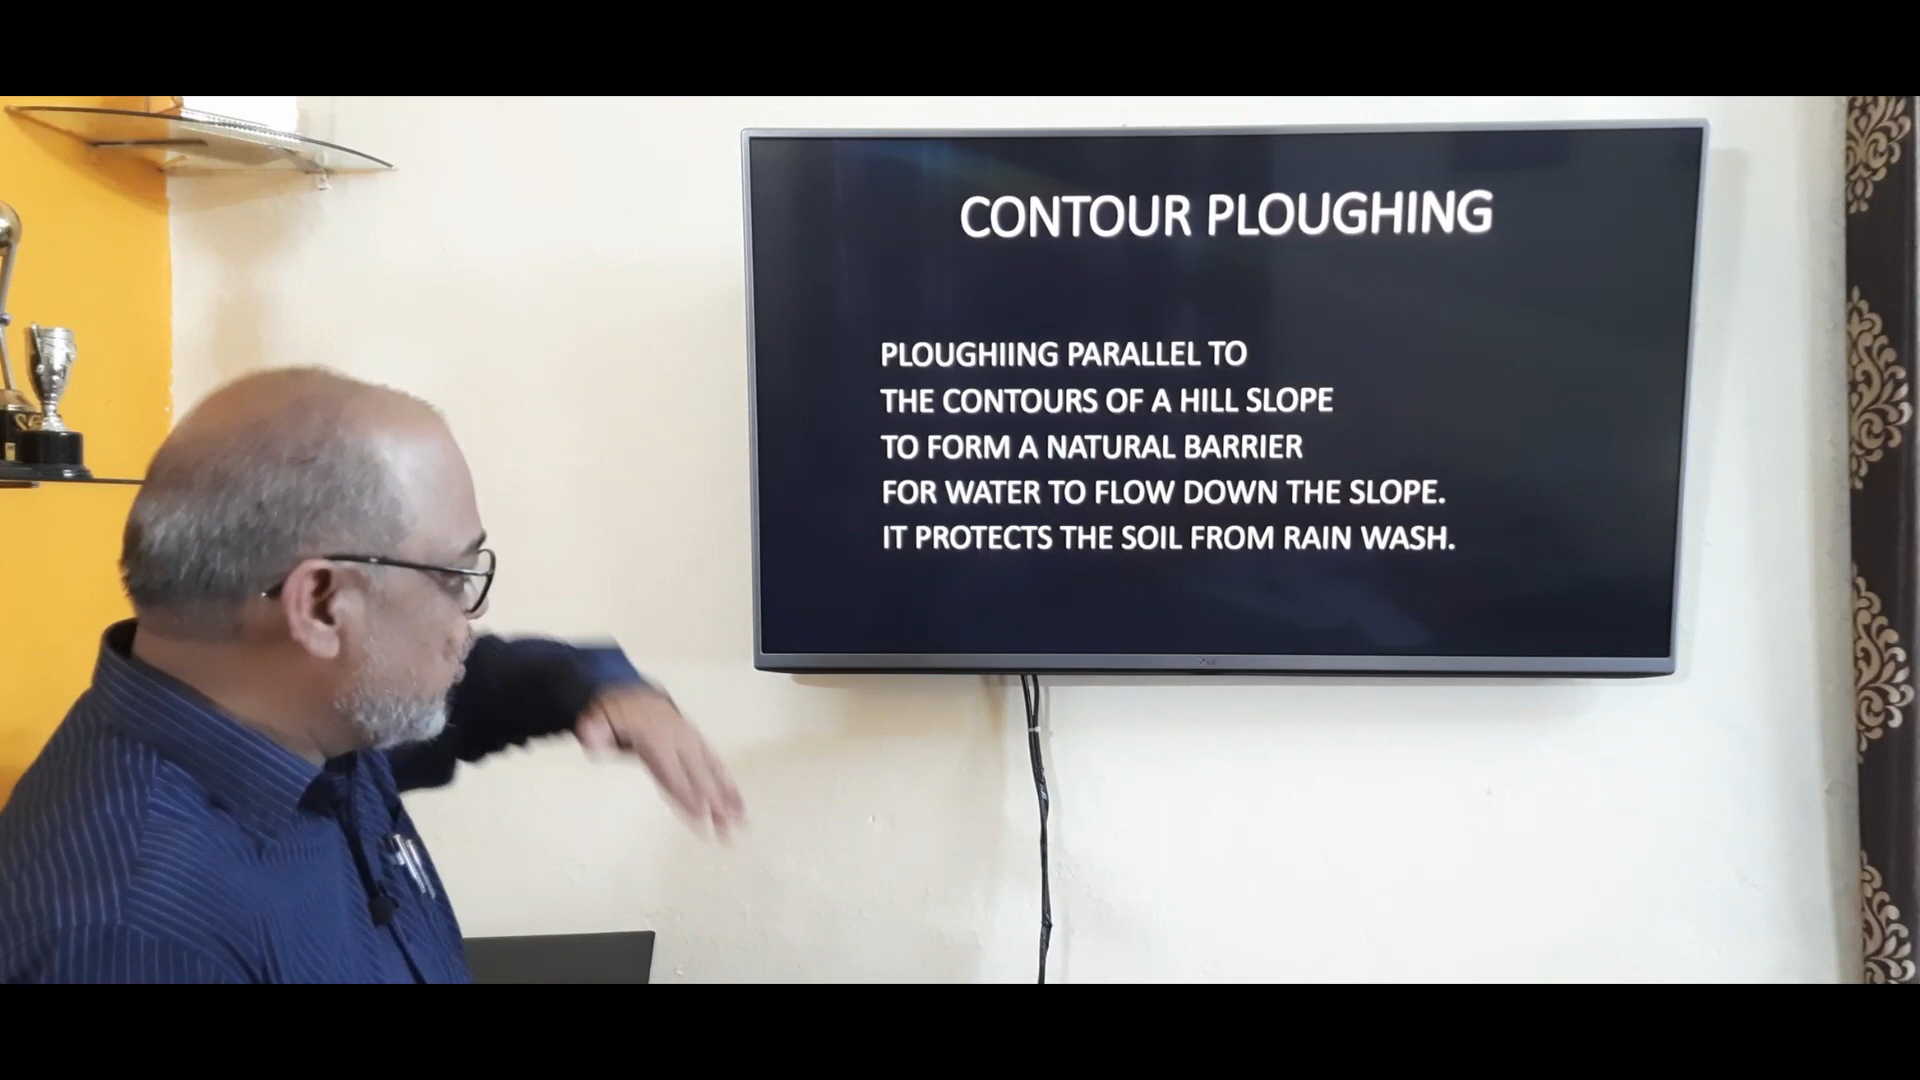 CONTOUR PLOUGHING
PLOUGHIING PARALLEL TO
THE CONTOURS OF A HILL SLOPE
TO FORM A NATURAL BARRIER
FOR WATER TO FLOW DOWN THE SLOPE.
IT PROTECTS THE SOIL FROM RAIN WASH.